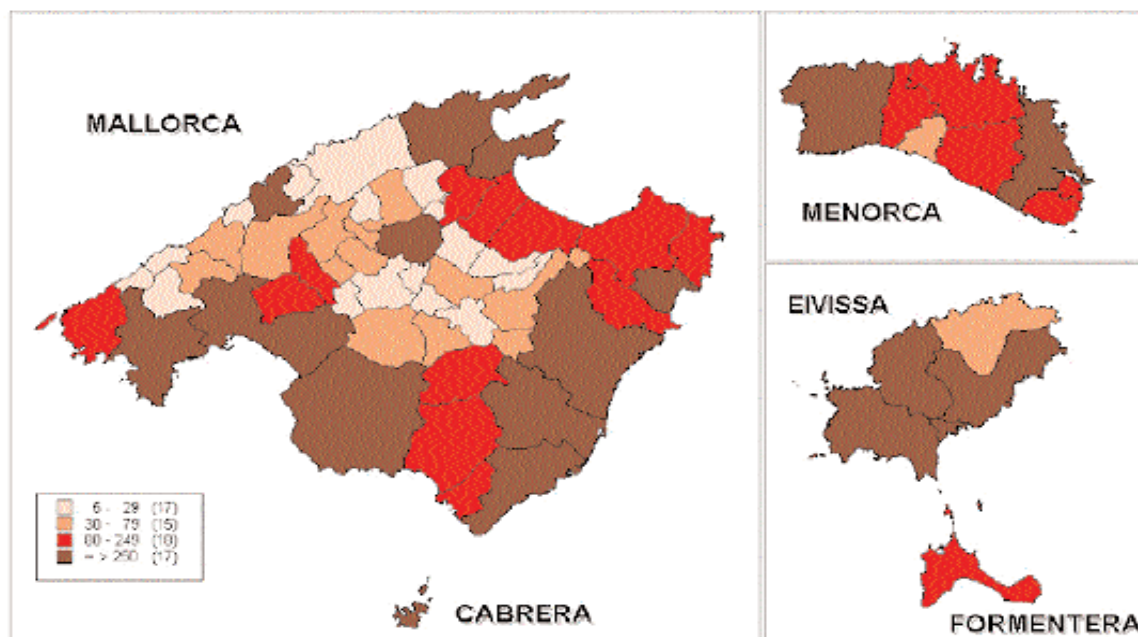 MALLORCA
MENORCA
EIVISSA
6 - 29 (17)
30 - 79 (15)
80 - 249 (18)
= > 250 (17)
CABRERA
FORMENTERA